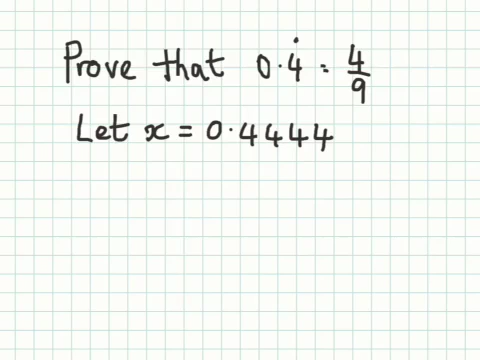 Prove that 0·4̇ = 4/9
Let x = 0·4444